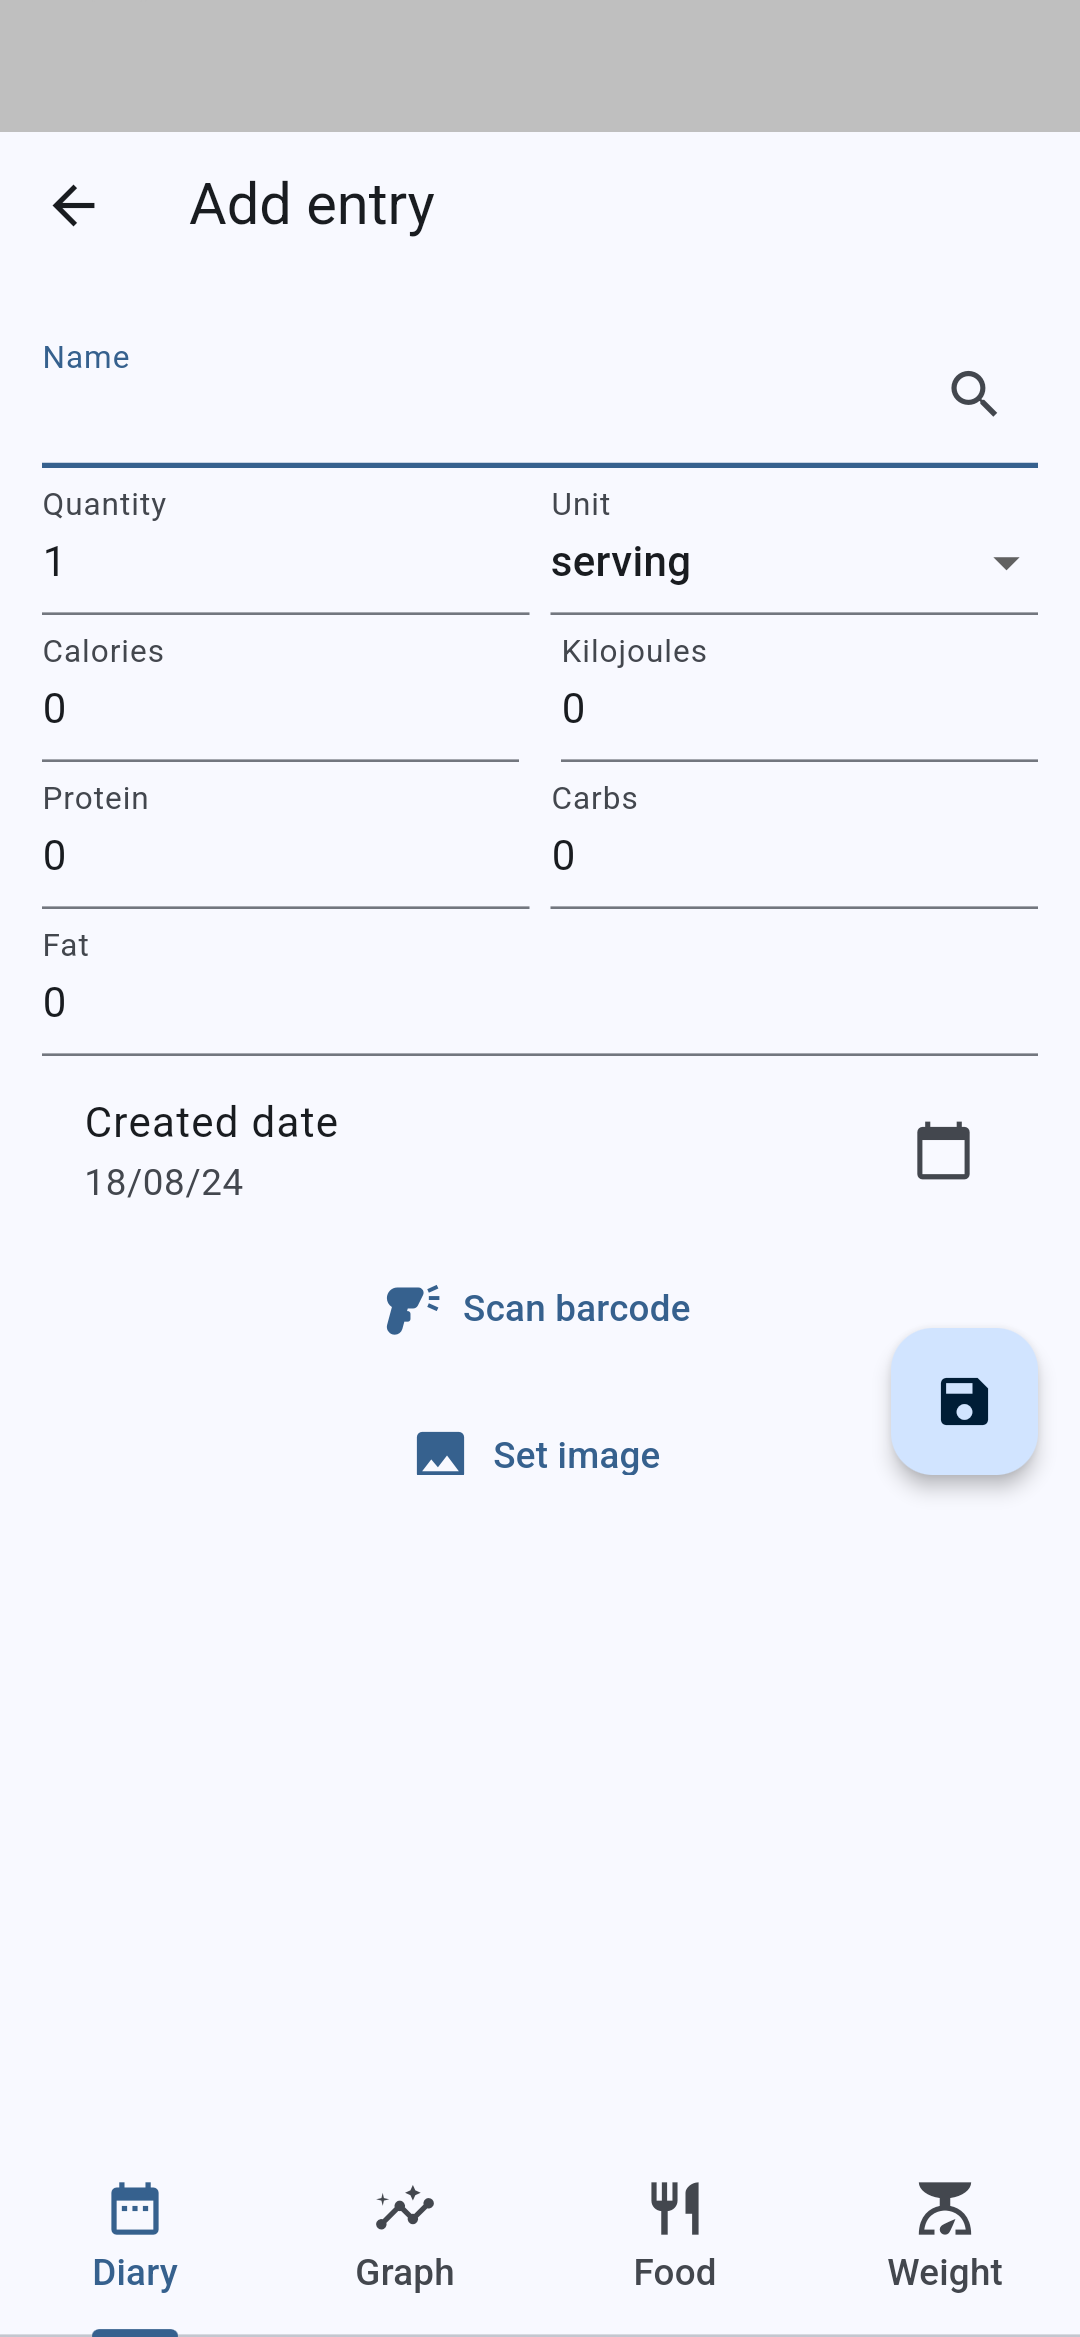 Add entry
Name
Quantity
Unit
1
serving
Calories
Kilojoules
0
0
Protein
Carbs
0
0
Fat
0
Created date
18/08/24
Scan barcode
Set image
Diary
Graph
Food
Weight